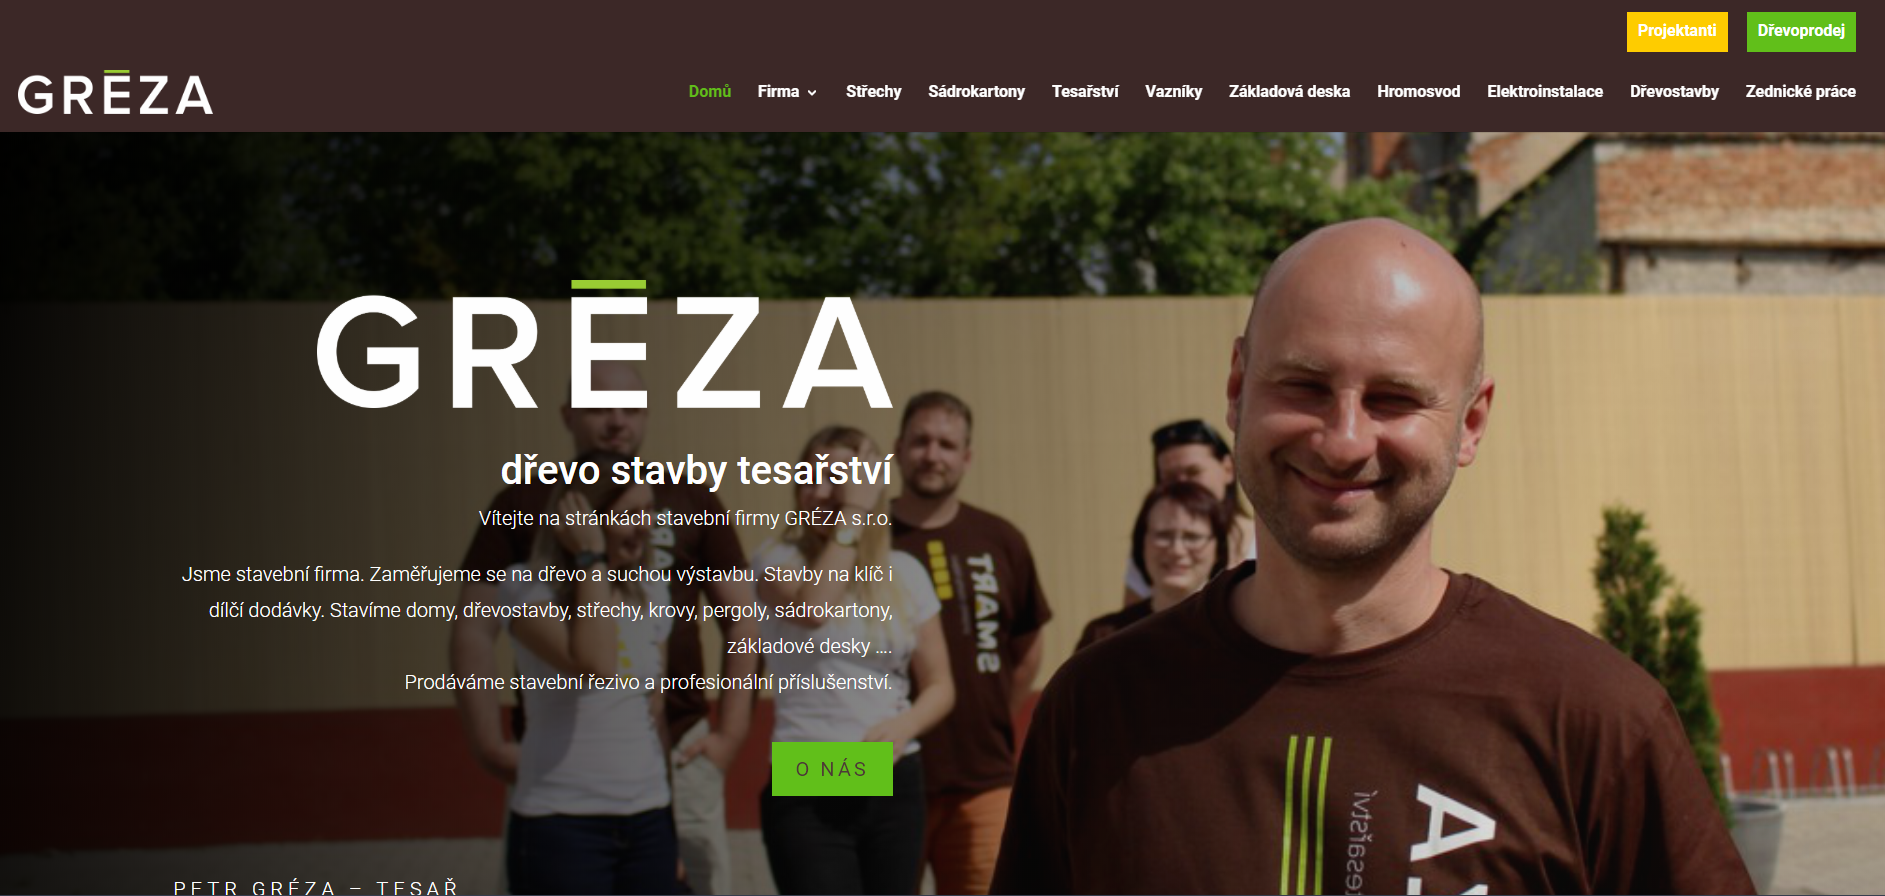 Projektanti Dřevoprodej
GRĒZA
Domů Firma Střechy Sádrokartony Tesařství Vazníky Základová deska Hromosvod Elektroinstalace Dřevostavby Zednické práce
GRĒZA
dřevo stavby tesařství
Vítejte na stránkách stavební firmy GRÉZA s.r.o.
Jsme stavební firma. Zaměřujeme se na dřevo a suchou výstavbu. Stavby na klíč i
dílčí dodávky. Stavíme domy, dřevostavby, střechy, krovy, pergoly, sádrokartony,
základové desky ....
Prodáváme stavební řezivo a profesionální příslušenství.
O NÁS
PETR GRÉZA – TESAŘ